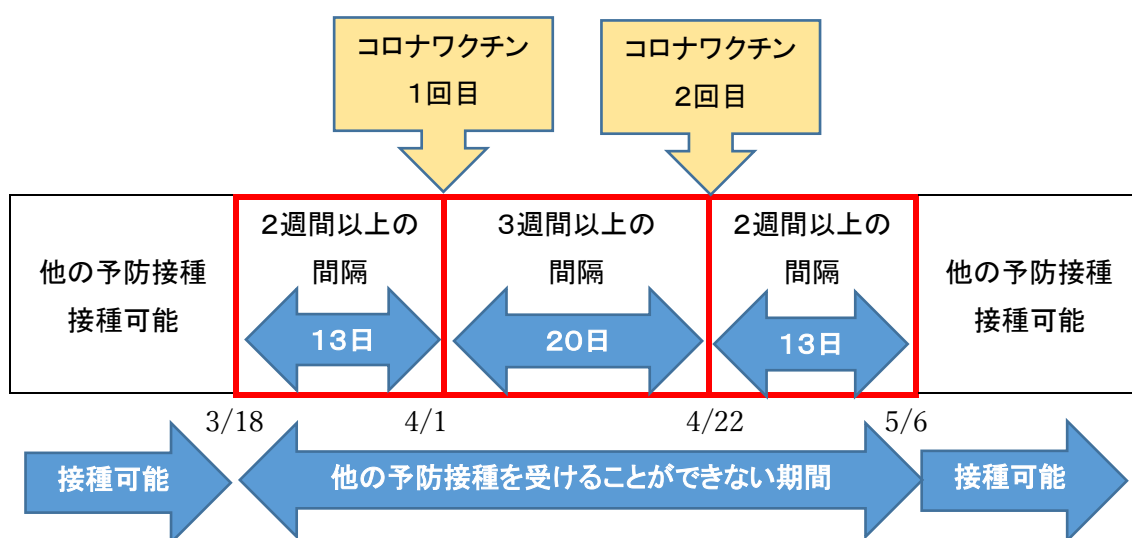 コロナワクチン
１回目
コロナワクチン
２回目
他の予防接種
接種可能
２週間以上の
間隔
１３日
３週間以上の
間隔
２０日
２週間以上の
間隔
１３日
他の予防接種
接種可能
3/18
4/1
4/22
5/6
接種可能
他の予防接種を受けることができない期間
接種可能